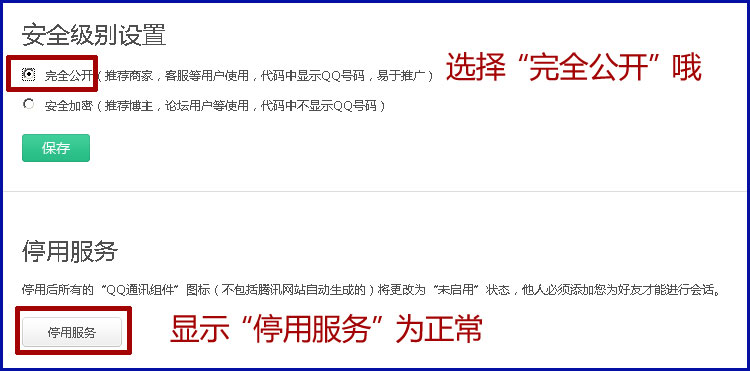 安全级别设置
完全公开（推荐商家，客服等用户使用，代码中显示QQ号码，易于推广）
选择“完全公开”哦
安全加密（推荐博主，论坛用户等使用，代码中不显示QQ号码）
保存
停用服务
停用后所有的“QQ通讯组件”图标（不包括腾讯网站自动生成的）将更改为“未启用”状态，他人必须添加您为好友才能进行会话。
停用服务
显示“停用服务”为正常